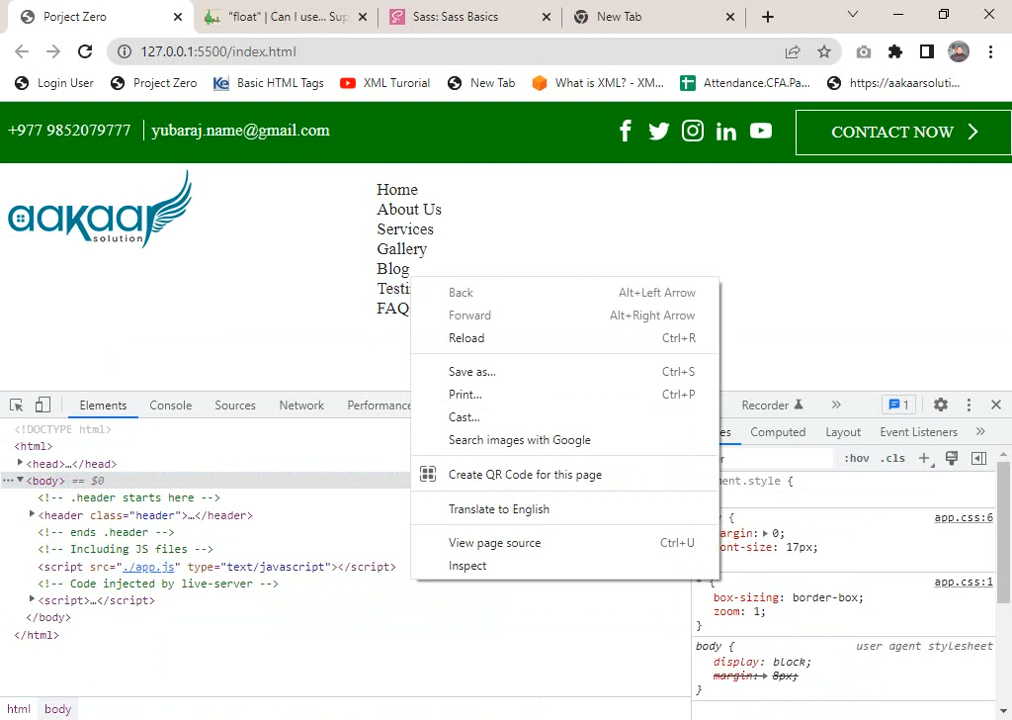 Porject Zero
"float" | Can I use... Sup
Sass: Sass Basics
New Tab
127.0.0.1:5500/index.html
Login User
Project Zero
Ke Basic HTML Tags
XML Turorial
New Tab
What is XML? - XM...
Attendance.CFA.Pa...
https://aakaarsoluti...
+977 9852079777
yubaraj.name@gmail.com
CONTACT NOW
aakaar
solution
Home
About Us
Services
Gallery
Blog
Testi
FAQ
Back Alt+Left Arrow
Forward Alt+Right Arrow
Reload Ctrl+R
Save as... Ctrl+S
Print... Ctrl+P
Cast...
Search images with Google
Create QR Code for this page
Translate to English
View page source Ctrl+U
Inspect
Elements Console Sources Network Performance Recorder 1
<!DOCTYPE html>
<html>
<head>…</head>
<body> == $0
<!-- .header starts here -->
<header class="header">…</header>
<!-- ends .header -->
<!-- Including JS files -->
<script src="./app.js" type="text/javascript"></script>
<!-- Code injected by live-server -->
<script>…</script>
</body>
</html>
html body
es Computed Layout Event Listeners
:hov .cls
ment.style {
{ app.css:6
argin: 0;
ont-size: 17px;
{ app.css:1
box-sizing: border-box;
zoom: 1;
}
body { user agent stylesheet
display: block;
margin: 8px;
}